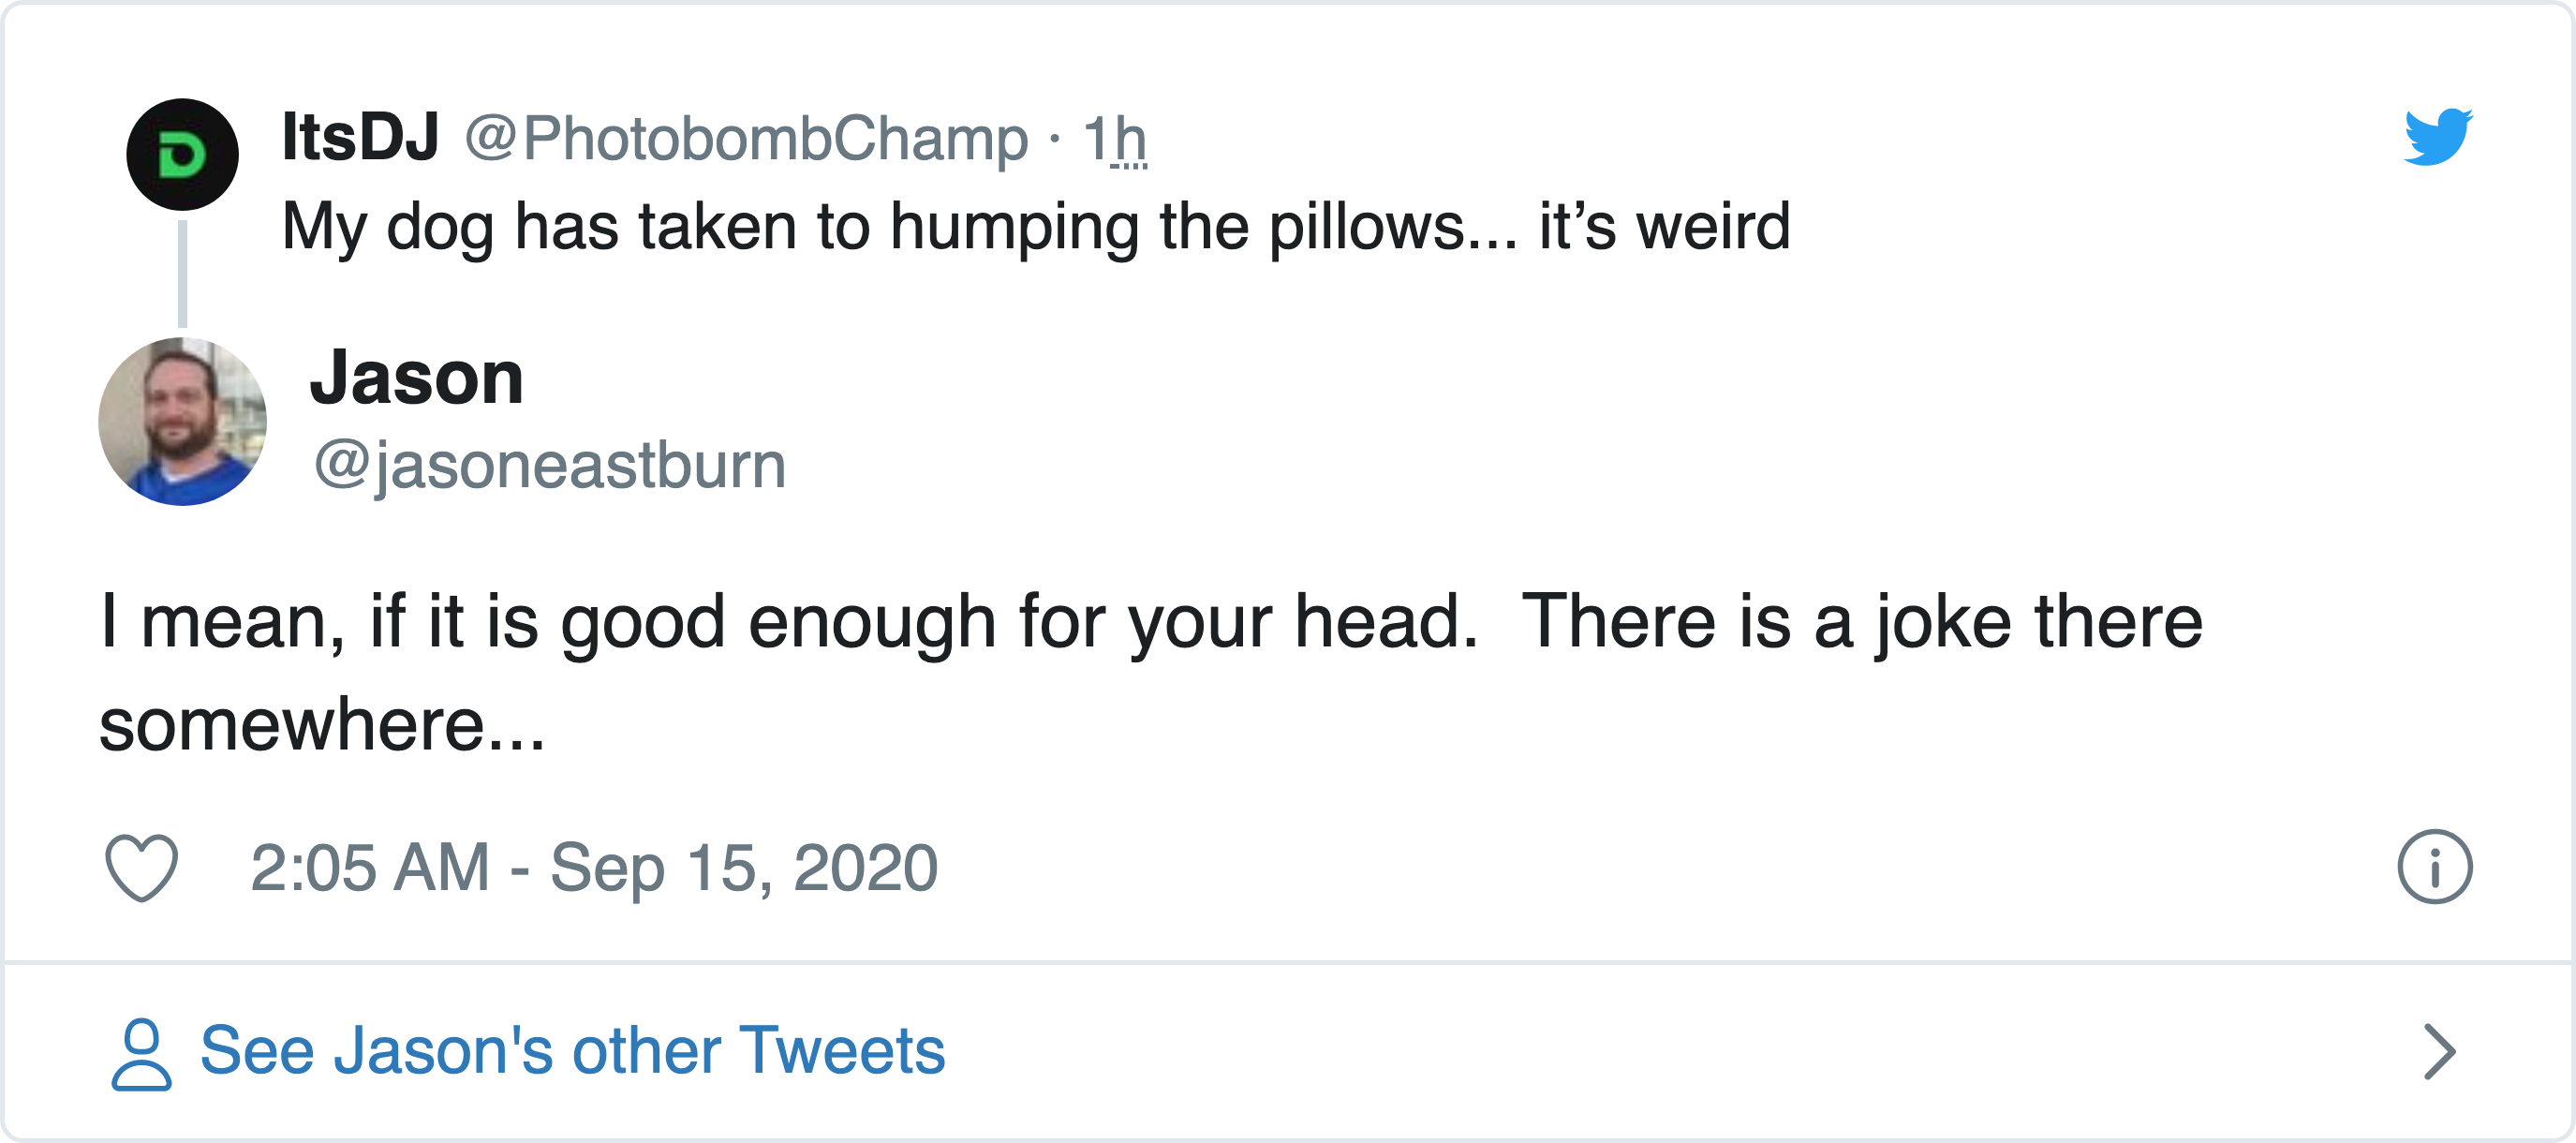 ItsDJ @PhotobombChamp · 1h
My dog has taken to humping the pillows... it’s weird
Jason
@jasoneastburn
I mean, if it is good enough for your head.  There is a joke there
somewhere...
2:05 AM - Sep 15, 2020
See Jason's other Tweets